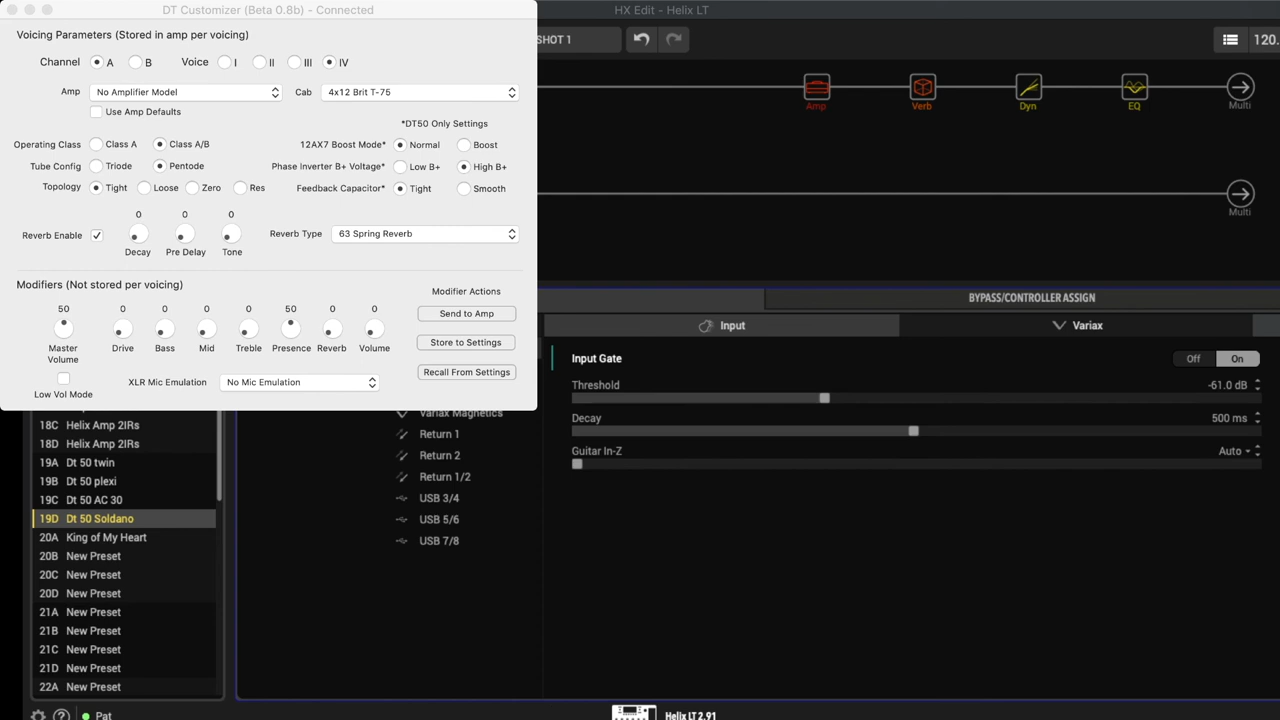 DT Customizer (Beta 0.8b) - Connected
HX Edit - Helix LT
Voicing Parameters (Stored in amp per voicing)
SHOT 1
120.
Channel A B Voice I II III IV
Amp No Amplifier Model Cab 4x12 Brit T-75
Use Amp Defaults
Amp Verb Dyn EQ Multi
*DT50 Only Settings
Operating Class Class A Class A/B 12AX7 Boost Mode* Normal Boost
Tube Config Triode Pentode Phase Inverter B+ Voltage* Low B+ High B+
Topology Tight Loose Zero Res Feedback Capacitor* Tight Smooth
Multi
0 0 0
Reverb Enable Reverb Type 63 Spring Reverb
Decay Pre Delay Tone
Modifiers (Not stored per voicing)
Modifier Actions
BYPASS/CONTROLLER ASSIGN
50 0 0 0 0 50 0 0
Send to Amp
Input Variax
Master Volume Drive Bass Mid Treble Presence Reverb Volume
Store to Settings
Input Gate Off On
Recall From Settings
XLR Mic Emulation No Mic Emulation
Low Vol Mode
Threshold -61.0 dB
Variax Magnetics
Decay 500 ms
18C Helix Amp 2IRs
Return 1
18D Helix Amp 2IRs
Return 2
Guitar In-Z Auto
19A Dt 50 twin
Return 1/2
19B Dt 50 plexi
USB 3/4
19C Dt 50 AC 30
USB 5/6
19D Dt 50 Soldano
USB 7/8
20A King of My Heart
20B New Preset
20C New Preset
20D New Preset
21A New Preset
21B New Preset
21C New Preset
21D New Preset
22A New Preset
Pat
Helix LT 2.91